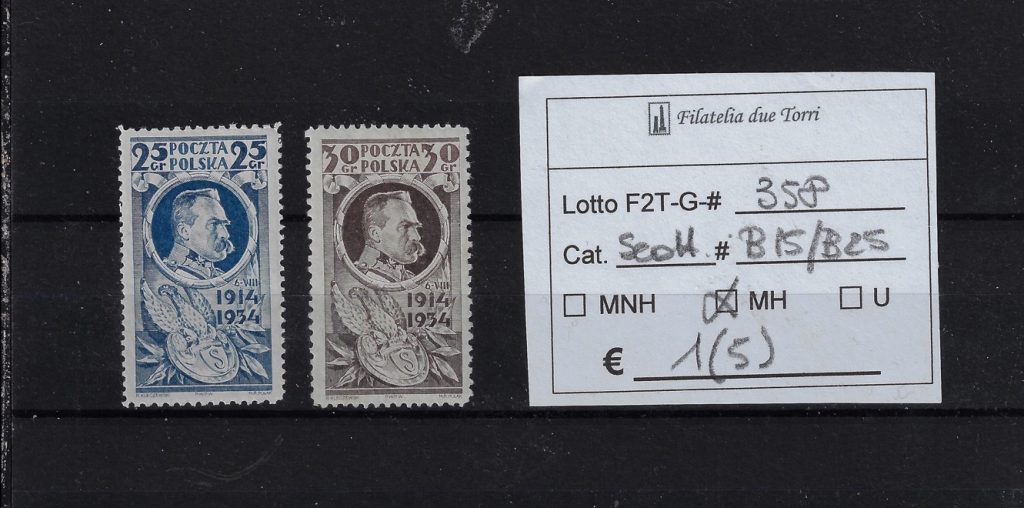 25 POCZTA 25
GR POLSKA GR
6·VIII
1914
1934
S
30 POCZTA 30
GR POLSKA GR
6·VIII
1914
1934
S
Filatelia due Torri
Lotto F2T-G-# 358
Cat. Scott. # B15/B25
MNH MH U
€ 1(5)